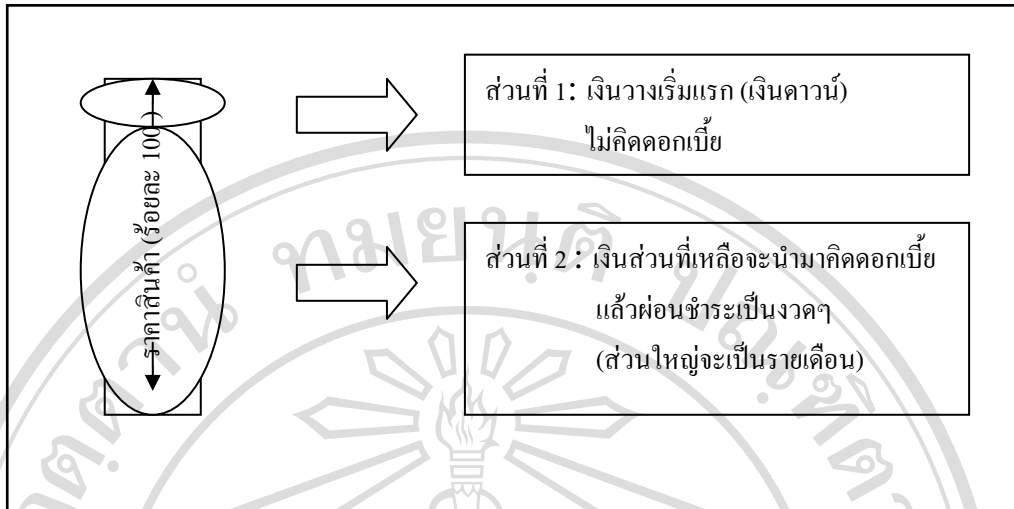 ราคาสินค้า (ร้อยละ 100 )
ส่วนที่ 1: เงินวางเริ่มแรก (เงินดาวน์)
ไม่คิดดอกเบี้ย
ส่วนที่ 2 : เงินส่วนที่เหลือจะนำมาคิดดอกเบี้ย
แล้วผ่อนชำระเป็นงวดๆ
(ส่วนใหญ่จะเป็นรายเดือน)